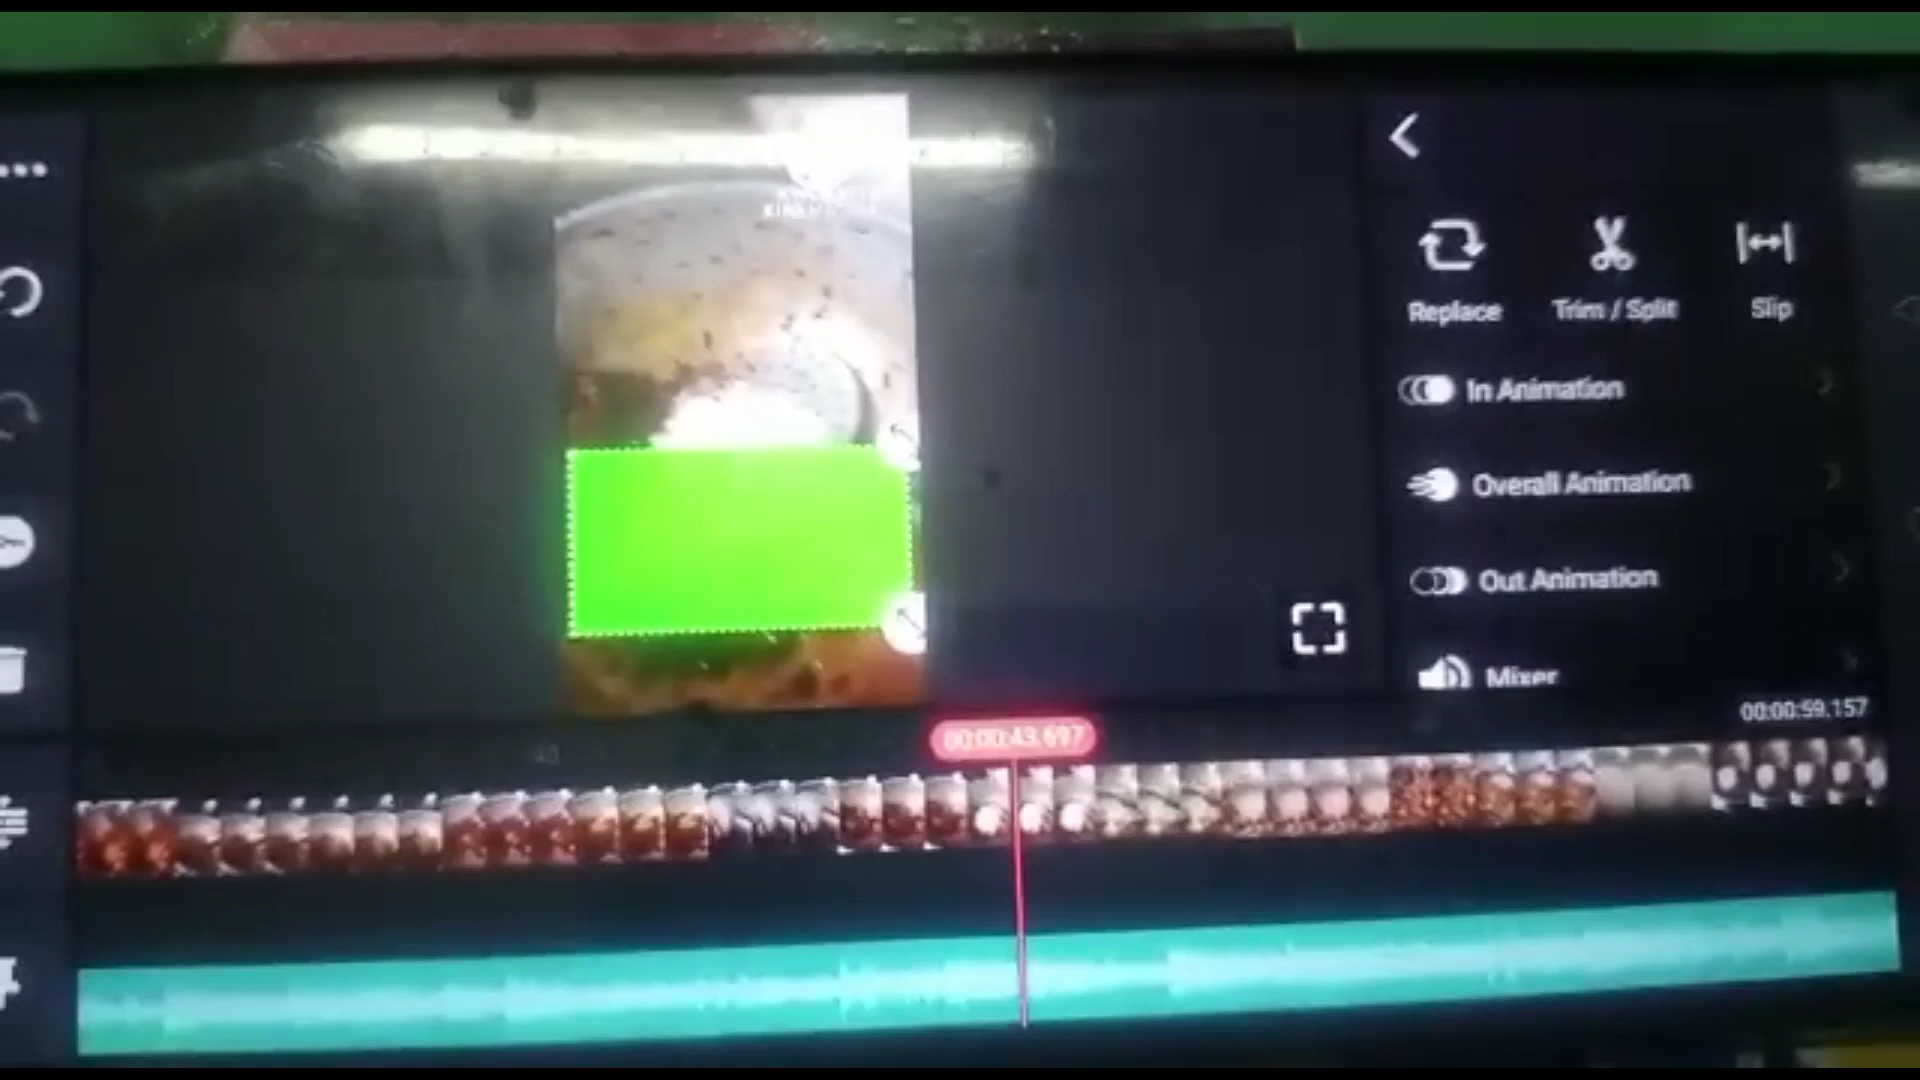 Replace
Trim / Split
Slip
In Animation
Overall Animation
Out Animation
Mixer
00:00:59.157
00:00:43.697
40